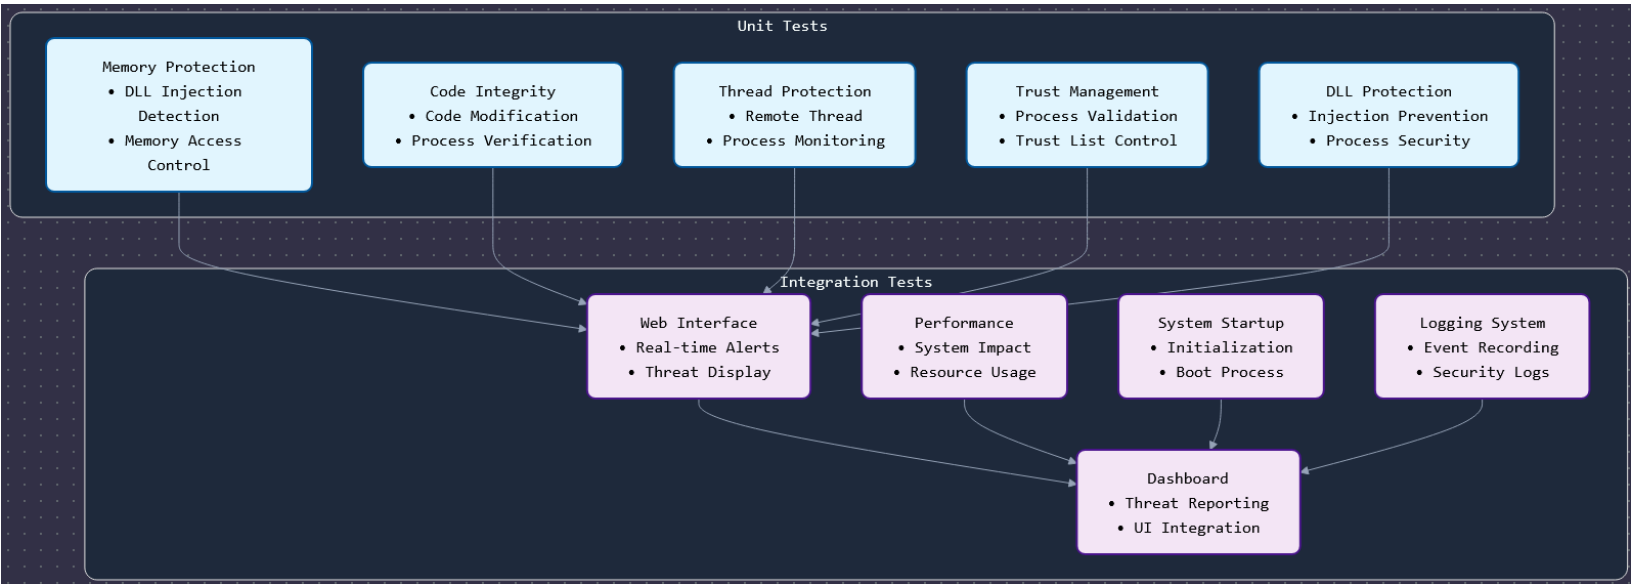 Unit Tests
Memory Protection
• DLL Injection
Detection
• Memory Access
Control
Code Integrity
• Code Modification
• Process Verification
Thread Protection
• Remote Thread
• Process Monitoring
Trust Management
• Process Validation
• Trust List Control
DLL Protection
• Injection Prevention
• Process Security
Integration Tests
Web Interface
• Real-time Alerts
• Threat Display
Performance
• System Impact
• Resource Usage
System Startup
• Initialization
• Boot Process
Logging System
• Event Recording
• Security Logs
Dashboard
• Threat Reporting
• UI Integration